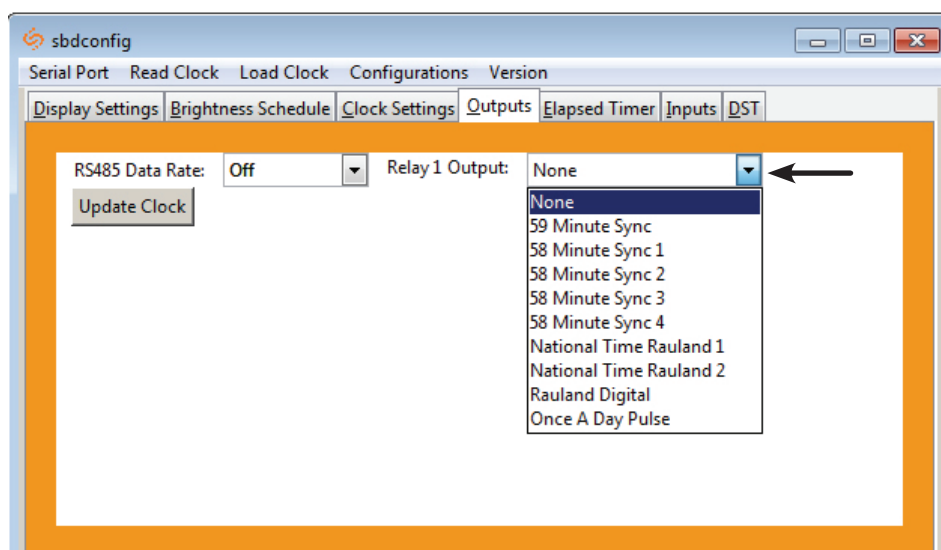 sbdconfig
Serial Port Read Clock Load Clock Configurations Version
Display Settings Brightness Schedule Clock Settings Outputs Elapsed Timer Inputs DST
RS485 Data Rate: Off Relay 1 Output: None
Update Clock
None
59 Minute Sync
58 Minute Sync 1
58 Minute Sync 2
58 Minute Sync 3
58 Minute Sync 4
National Time Rauland 1
National Time Rauland 2
Rauland Digital
Once A Day Pulse